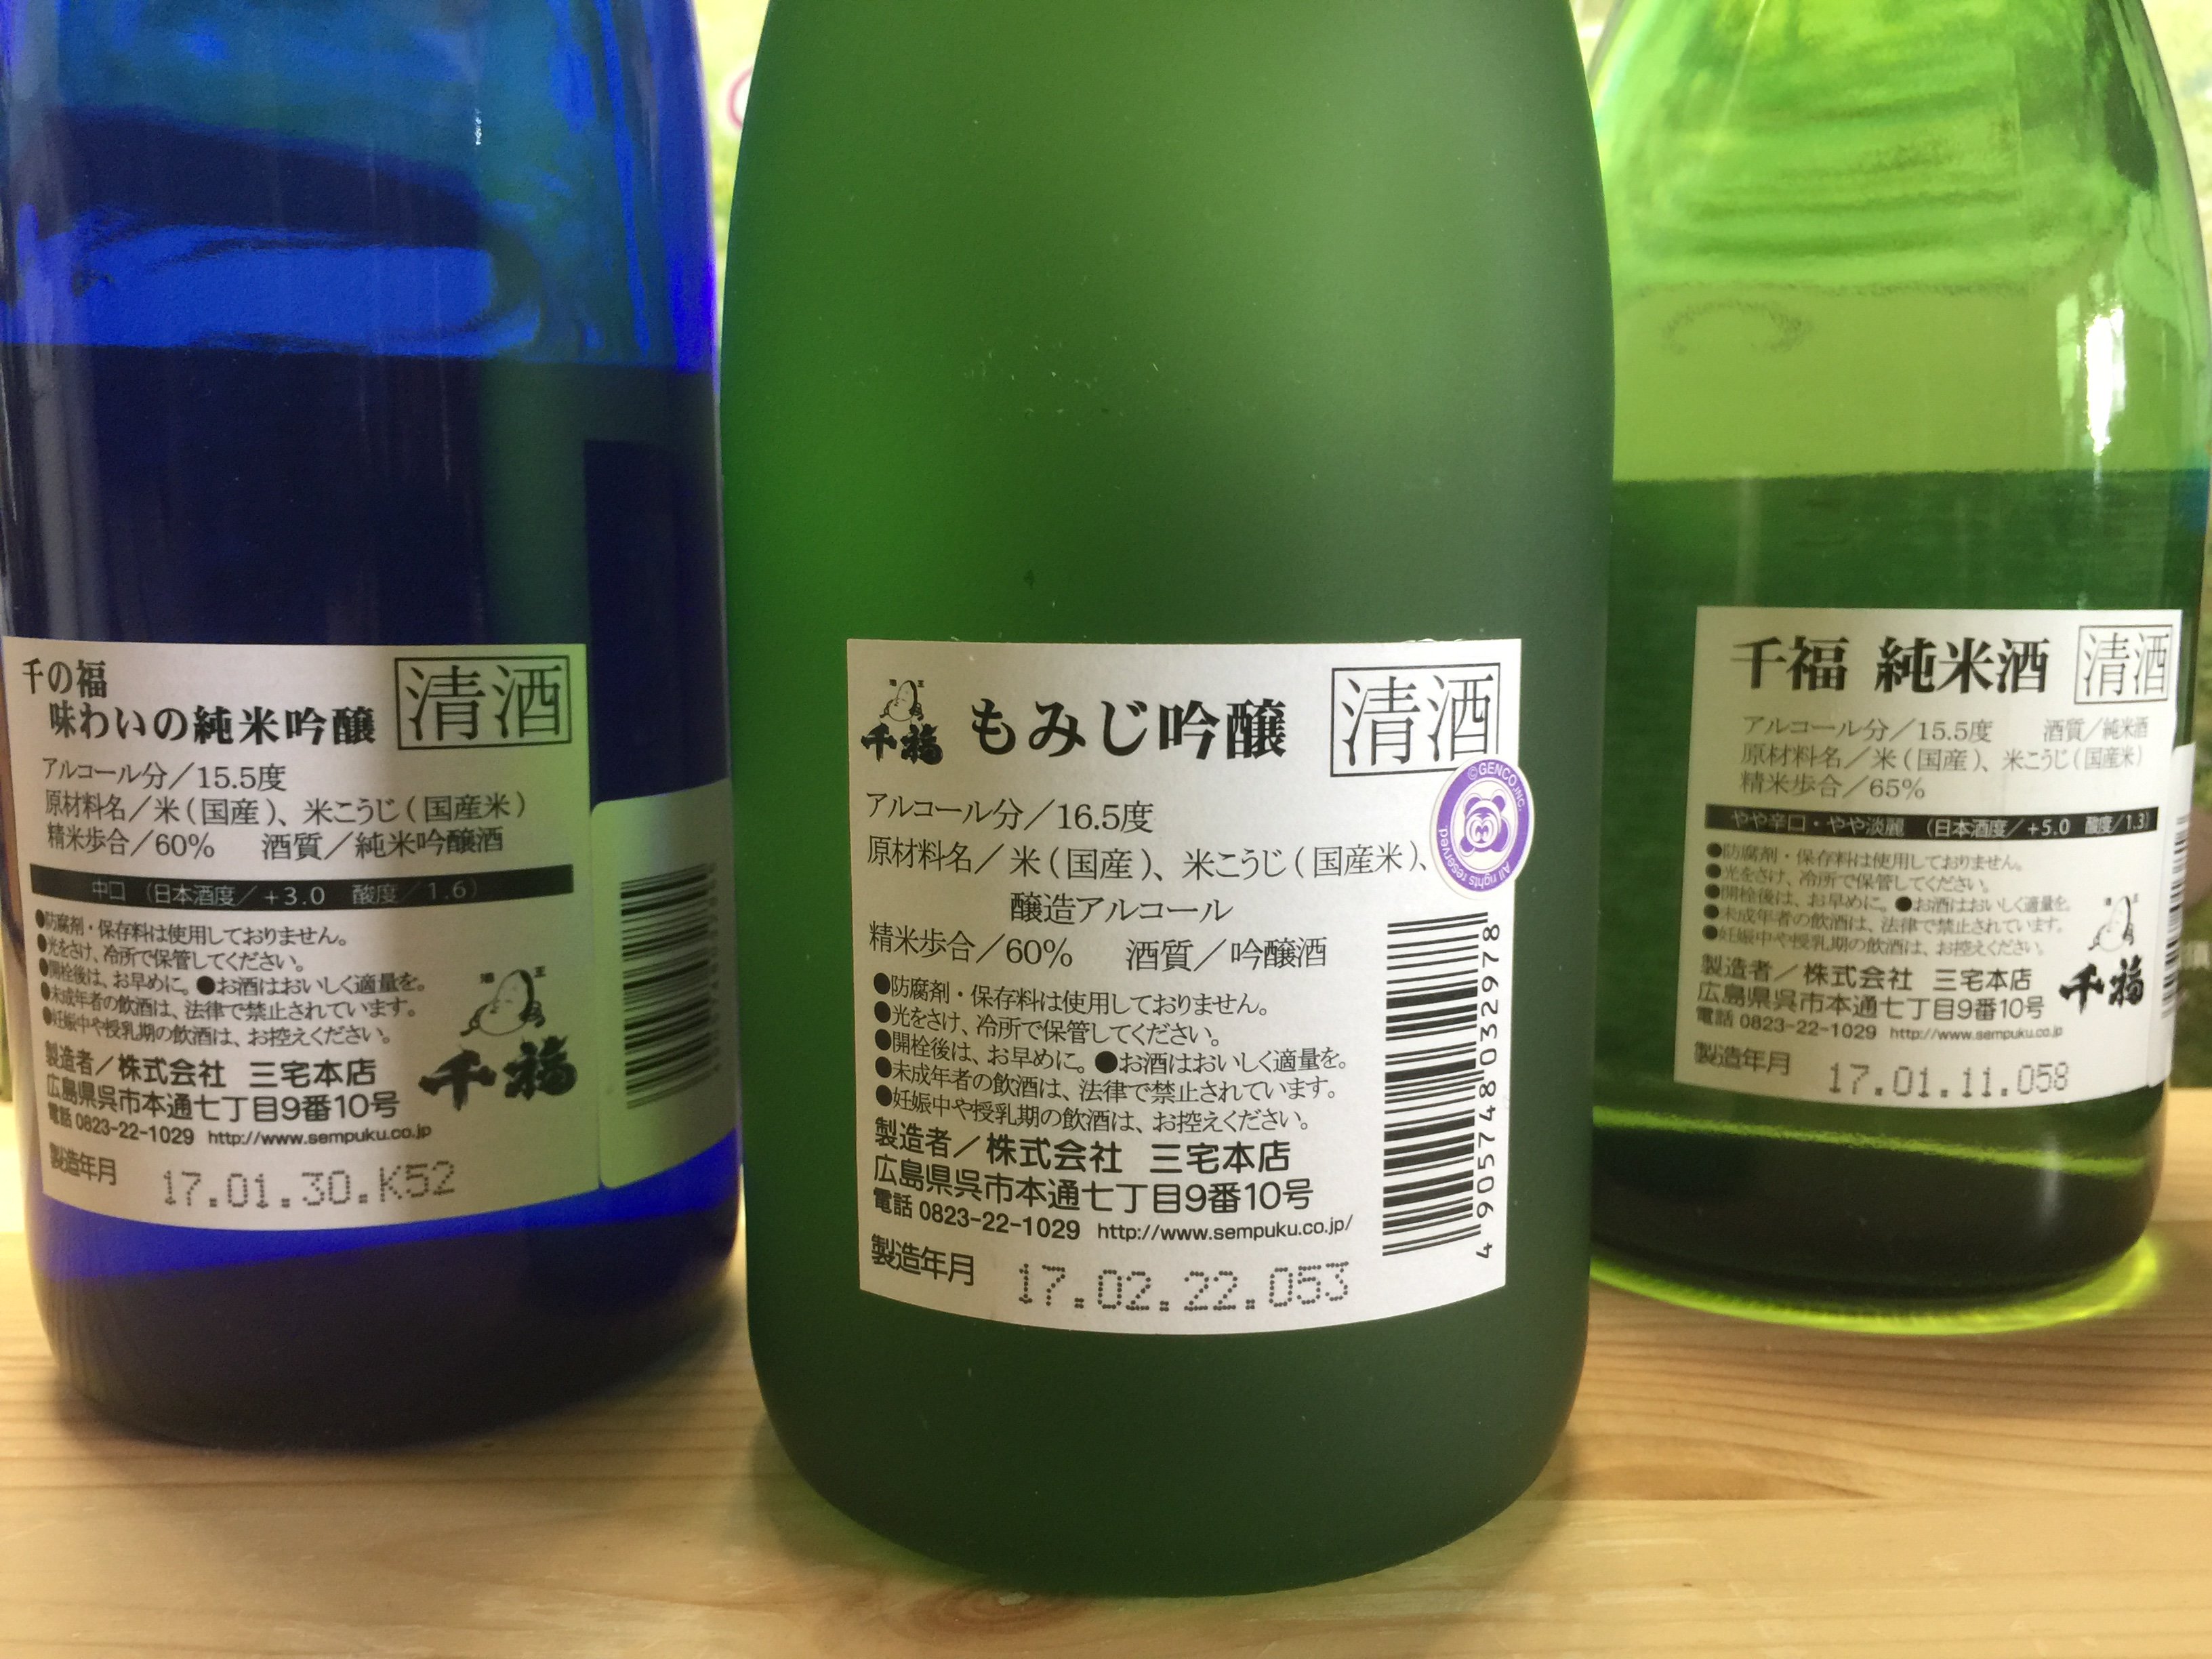 千の福
味わいの純米吟醸
清酒
アルコール分／15.5度
原材料名／米(国産)、米こうじ(国産米)
精米歩合／60% 酒質／純米吟醸酒
中口 (日本酒度／+3.0 酸度／1.6)
●防腐剤・保存料は使用しておりません。
●光をさけ、冷所で保管してください。
●開栓後は、お早めに。●お酒はおいしく適量を。
●未成年者の飲酒は、法律で禁止されています。
●妊娠中や授乳期の飲酒は、お控えください。
製造者／株式会社 三宅本店
広島県呉市本通七丁目9番10号
電話 0823-22-1029 http://www.sempuku.co.jp
製造年月 17.01.30.K52
千福
千福
もみじ吟醸
清酒
©GENCO,INC.
All rights reserved
アルコール分／16.5度
原材料名／米(国産)、米こうじ(国産米)、
醸造アルコール
精米歩合／60% 酒質／吟醸酒
●防腐剤・保存料は使用しておりません。
●光をさけ、冷所で保管してください。
●開栓後は、お早めに。●お酒はおいしく適量を。
●未成年者の飲酒は、法律で禁止されています。
●妊娠中や授乳期の飲酒は、お控えください。
製造者／株式会社 三宅本店
広島県呉市本通七丁目9番10号
電話 0823-22-1029 http://www.sempuku.co.jp/
製造年月 17.02.22.053
4 905748 032978
千福 純米酒
清酒
アルコール分／15.5度 酒質／純米酒
原材料名／米(国産)、米こうじ(国産米)
精米歩合／65%
やや辛口・やや淡麗 (日本酒度／+5.0 酸度／1.3)
●防腐剤・保存料は使用しておりません。
●光をさけ、冷所で保管してください。
●開栓後は、お早めに。●お酒はおいしく適量を。
●未成年者の飲酒は、法律で禁止されています。
●妊娠中や授乳期の飲酒は、お控えください。
製造者／株式会社 三宅本店
広島県呉市本通七丁目9番10号
電話 0823-22-1029 http://www.sempuku.co.jp
製造年月 17.01.11.058
千福